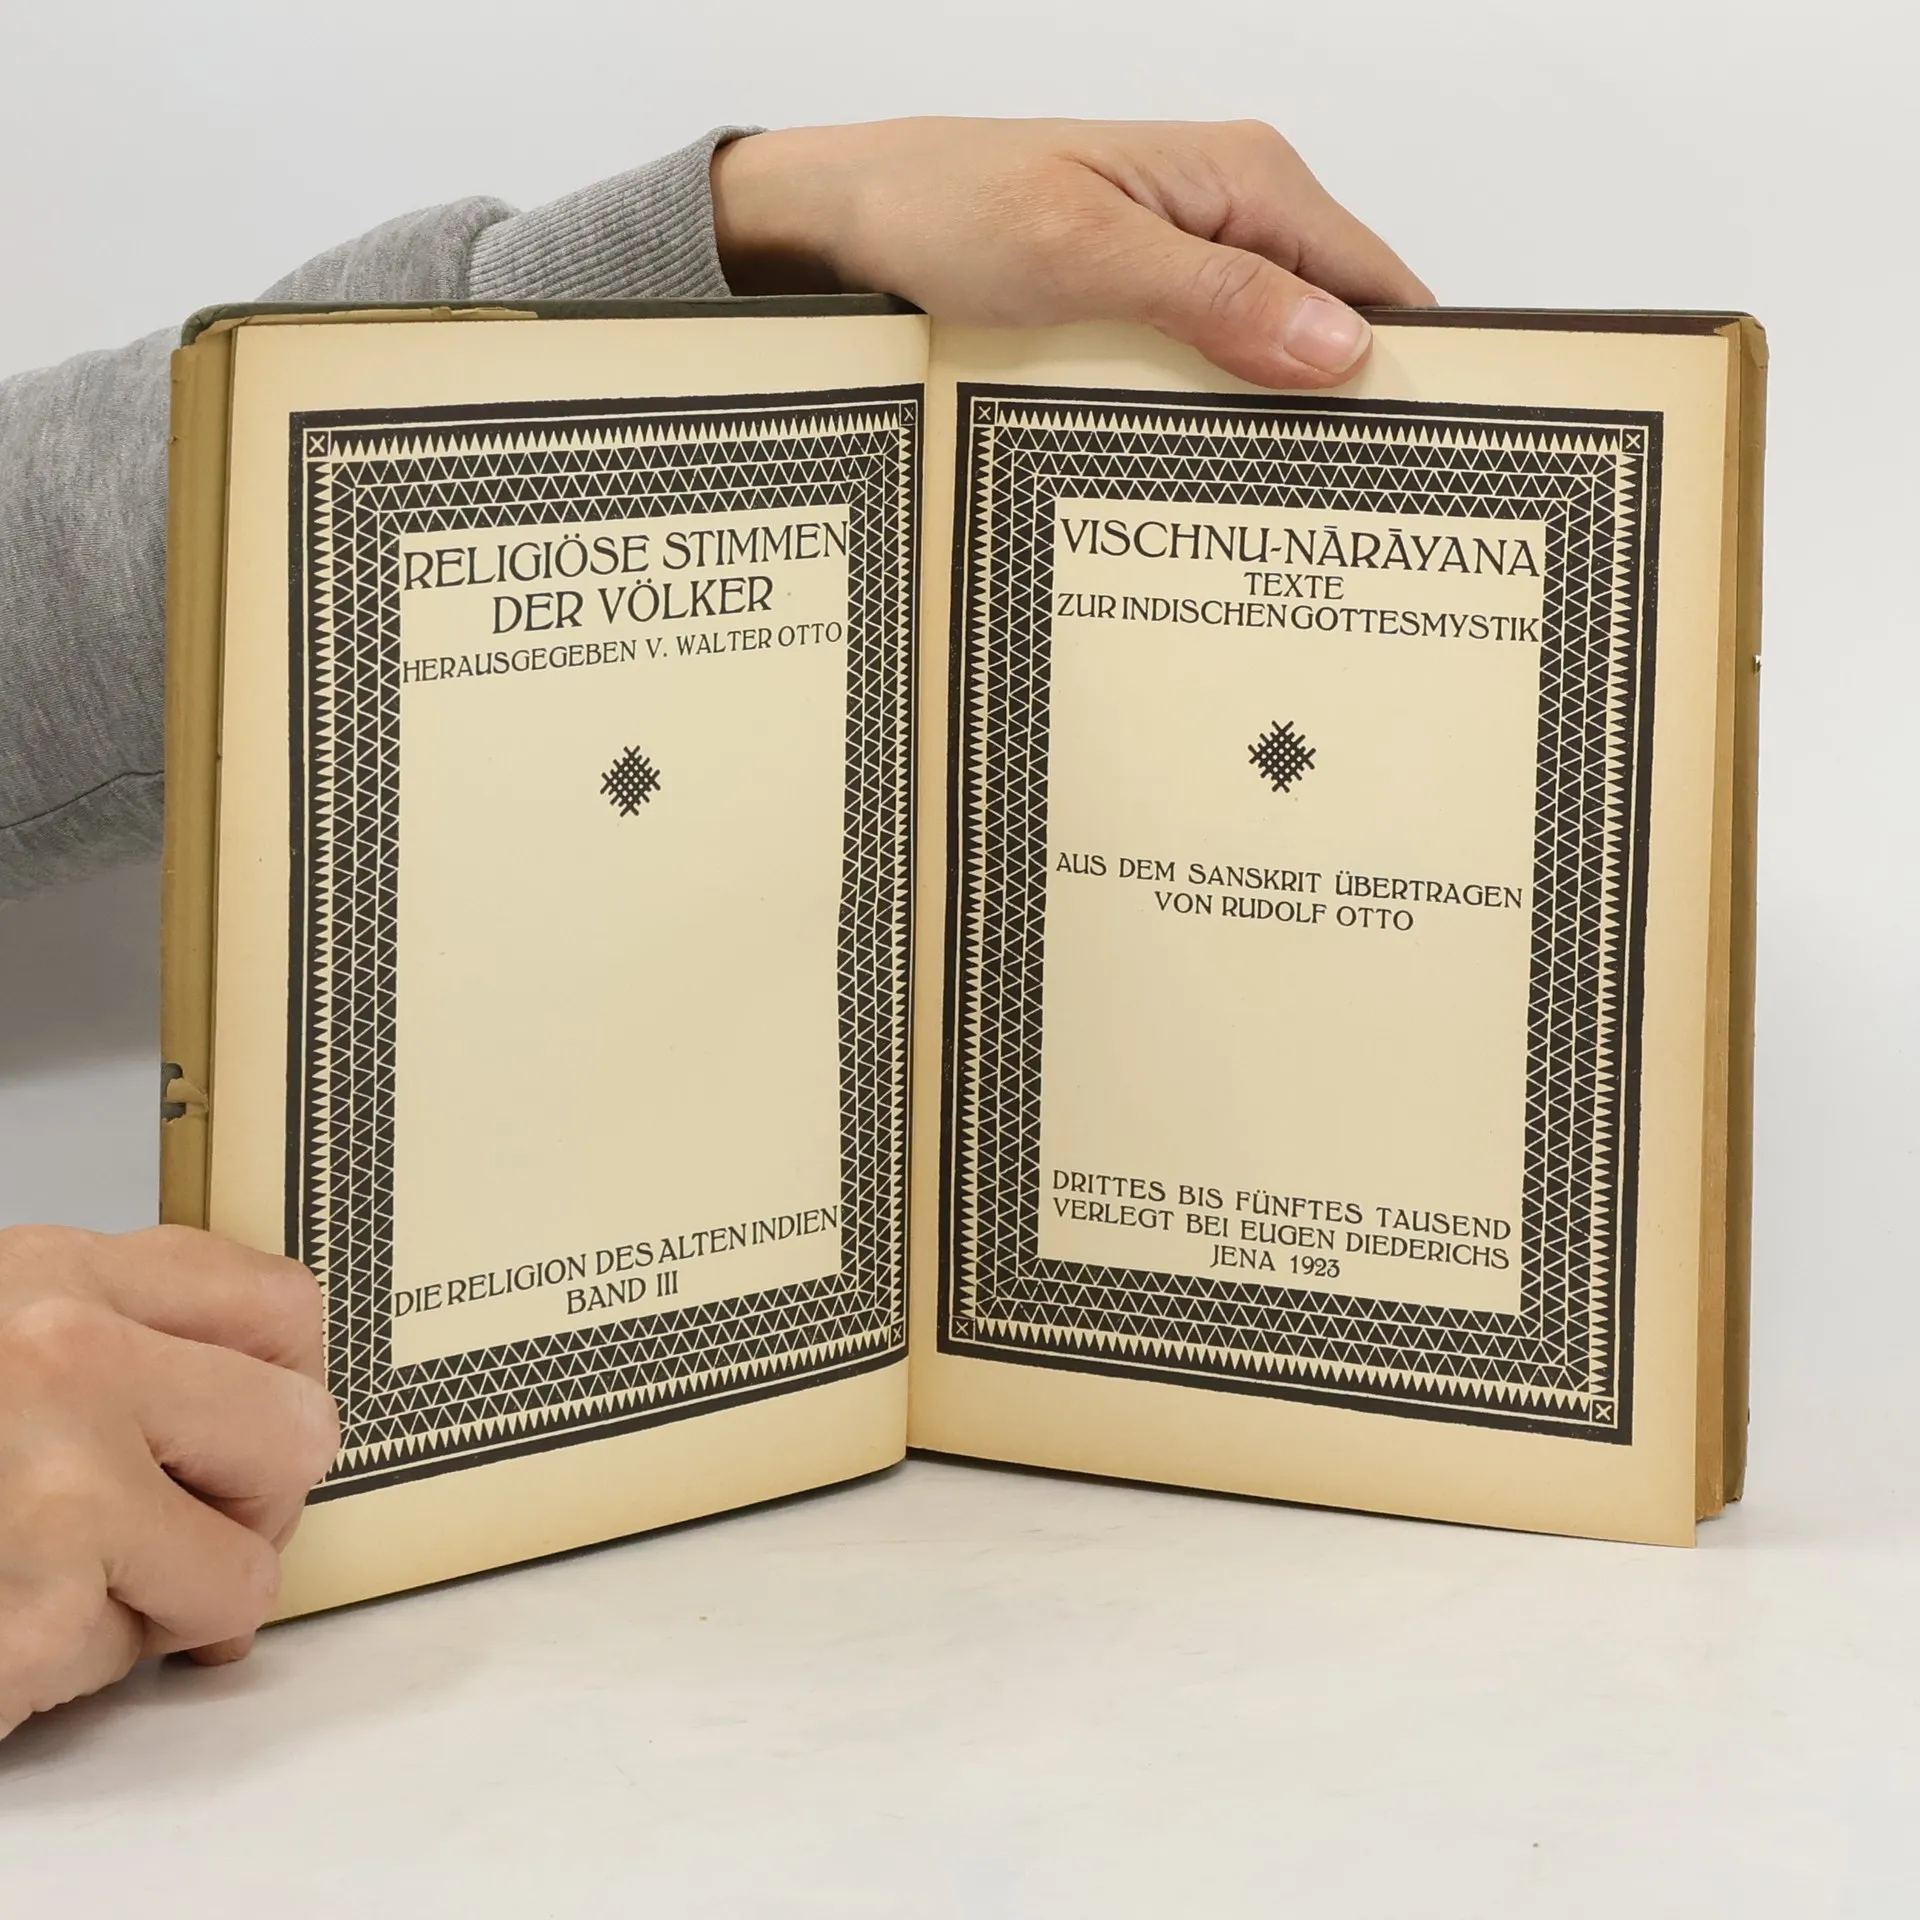 RELIGIÖSE STIMMEN
DER VÖLKER
HERAUSGEGEBEN V. WALTER OTTO
DIE RELIGION DES ALTEN INDIEN
BAND III
VISCHNU-NĀRĀYANA
TEXTE
ZUR INDISCHEN GOTTESMYSTIK
AUS DEM SANSKRIT ÜBERTRAGEN
VON RUDOLF OTTO
DRITTES BIS FÜNFTES TAUSEND
VERLEGT BEI EUGEN DIEDERICHS
JENA 1923